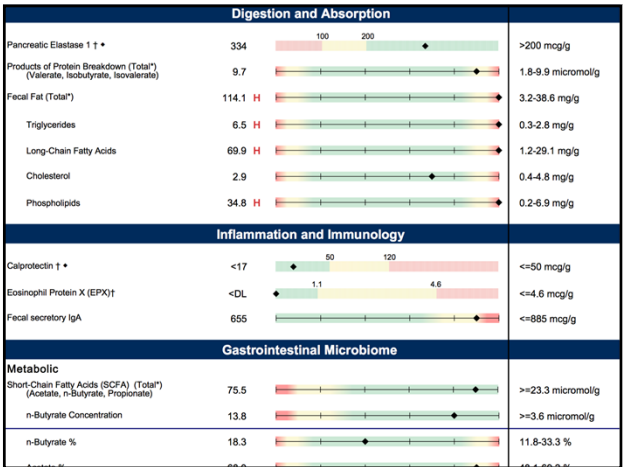 Digestion and Absorption
100 200
Pancreatic Elastase 1 † ♦ 334 >200 mcg/g
Products of Protein Breakdown (Total*)
(Valerate, Isobutyrate, Isovalerate) 9.7 1.8-9.9 micromol/g
Fecal Fat (Total*) 114.1 H 3.2-38.6 mg/g
Triglycerides 6.5 H 0.3-2.8 mg/g
Long-Chain Fatty Acids 69.9 H 1.2-29.1 mg/g
Cholesterol 2.9 0.4-4.8 mg/g
Phospholipids 34.8 H 0.2-6.9 mg/g
Inflammation and Immunology
50 120
Calprotectin † ♦ <17 <=50 mcg/g
1.1 4.6
Eosinophil Protein X (EPX)† <DL <=4.6 mcg/g
Fecal secretory IgA 655 <=885 mcg/g
Gastrointestinal Microbiome
Metabolic
Short-Chain Fatty Acids (SCFA) (Total*)
(Acetate, n-Butyrate, Propionate) 75.5 >=23.3 micromol/g
n-Butyrate Concentration 13.8 >=3.6 micromol/g
n-Butyrate % 18.3 11.8-33.3 %
Acetate %